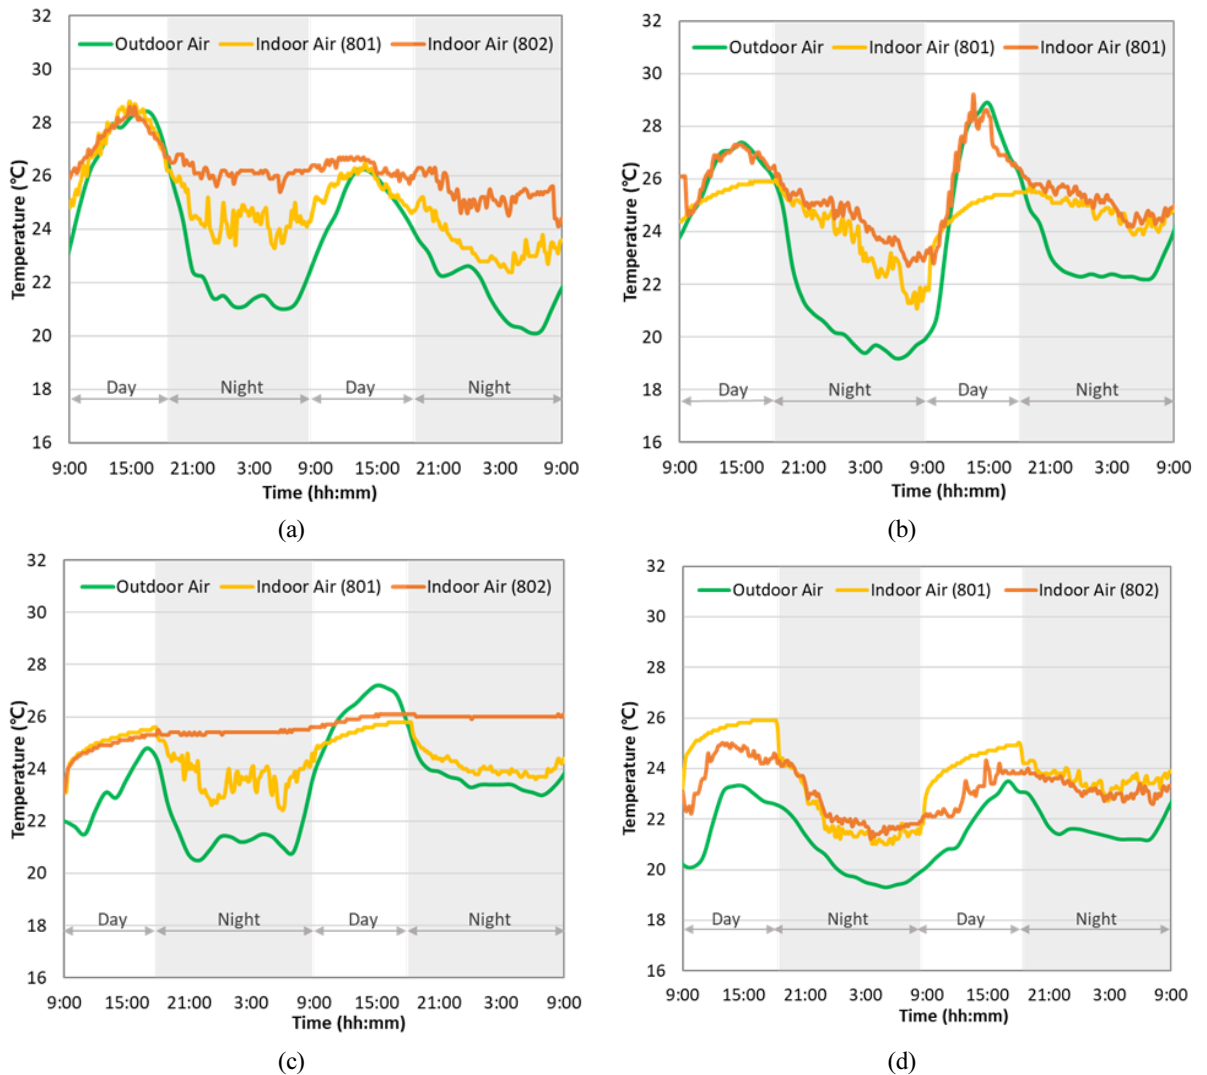 Outdoor Air Indoor Air (801) Indoor Air (802)
32
30
28
26
24
22
20
18
16
Temperature (℃)
Day Night Day Night
9:00 15:00 21:00 3:00 9:00 15:00 21:00 3:00 9:00
Time (hh:mm)
(a)
Outdoor Air Indoor Air (801) Indoor Air (801)
32
30
28
26
24
22
20
18
16
Temperature (℃)
Day Night Day Night
9:00 15:00 21:00 3:00 9:00 15:00 21:00 3:00 9:00
Time (hh:mm)
(b)
Outdoor Air Indoor Air (801) Indoor Air (802)
32
30
28
26
24
22
20
18
16
Temperature (℃)
Day Night Day Night
9:00 15:00 21:00 3:00 9:00 15:00 21:00 3:00 9:00
Time (hh:mm)
(c)
Outdoor Air Indoor Air (801) Indoor Air (802)
32
30
28
26
24
22
20
18
16
Temperature (℃)
Day Night Day Night
9:00 15:00 21:00 3:00 9:00 15:00 21:00 3:00 9:00
Time (hh:mm)
(d)